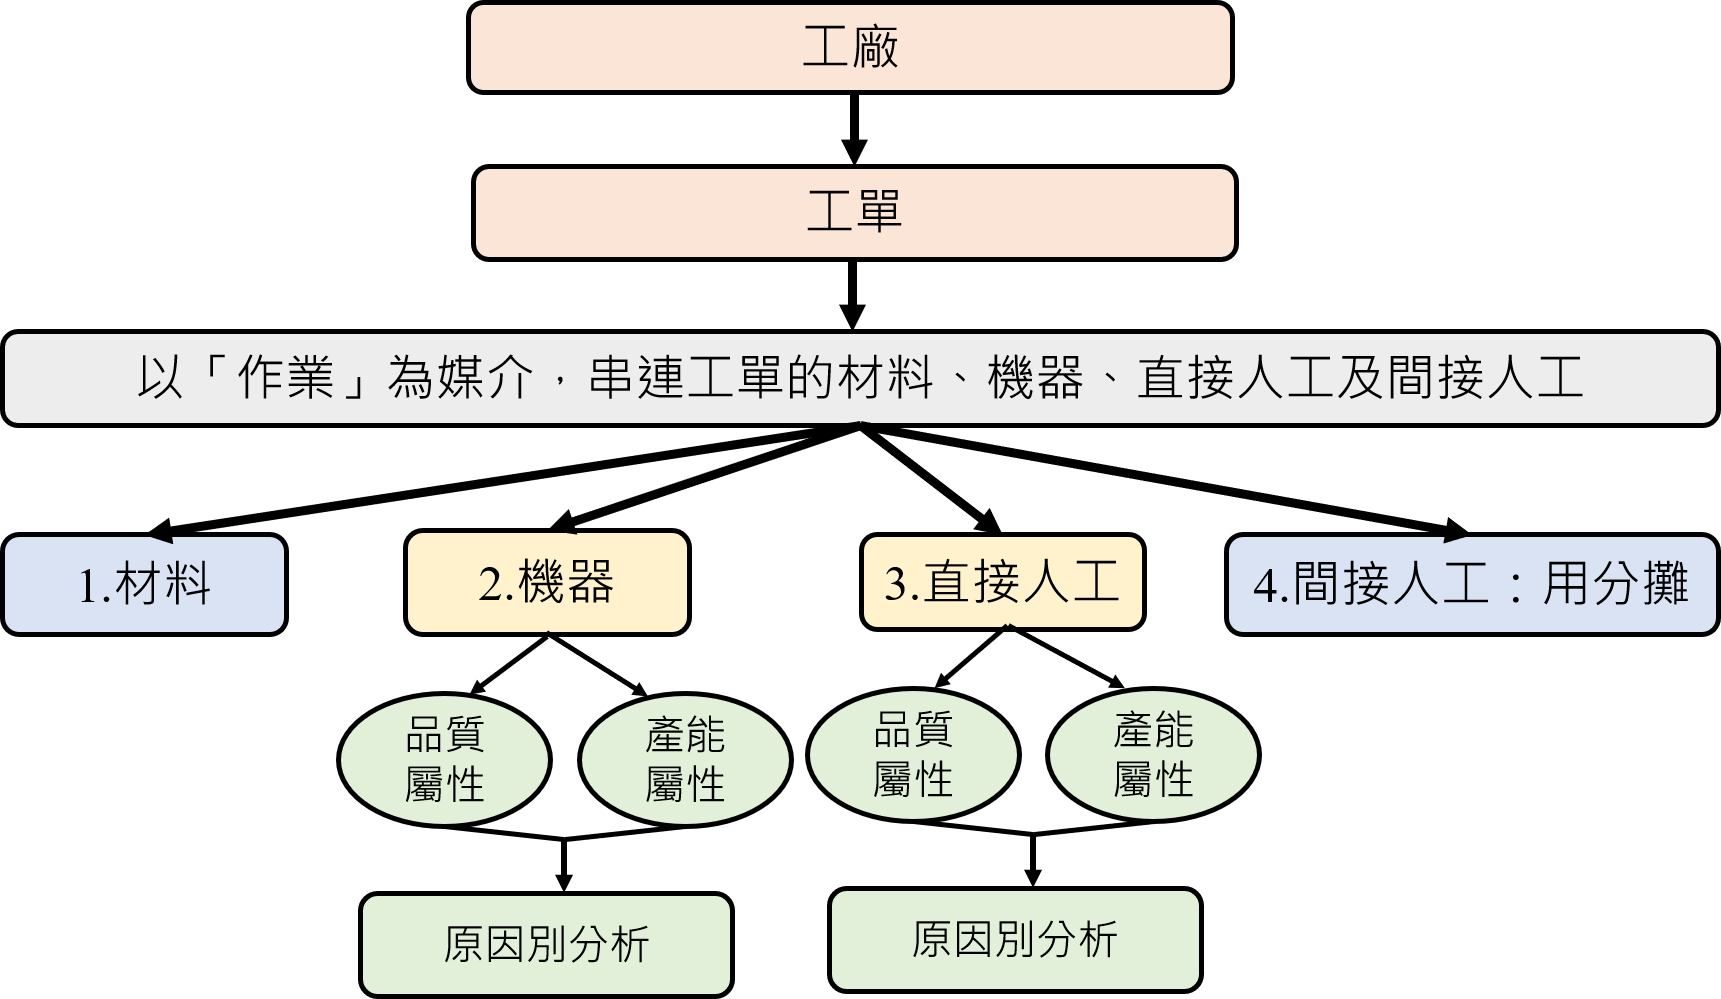 工廠
工單
以「作業」為媒介，串連工單的材料、機器、直接人工及間接人工
1.材料
2.機器
3.直接人工
4.間接人工：用分攤
品質
屬性
產能
屬性
品質
屬性
產能
屬性
原因別分析
原因別分析